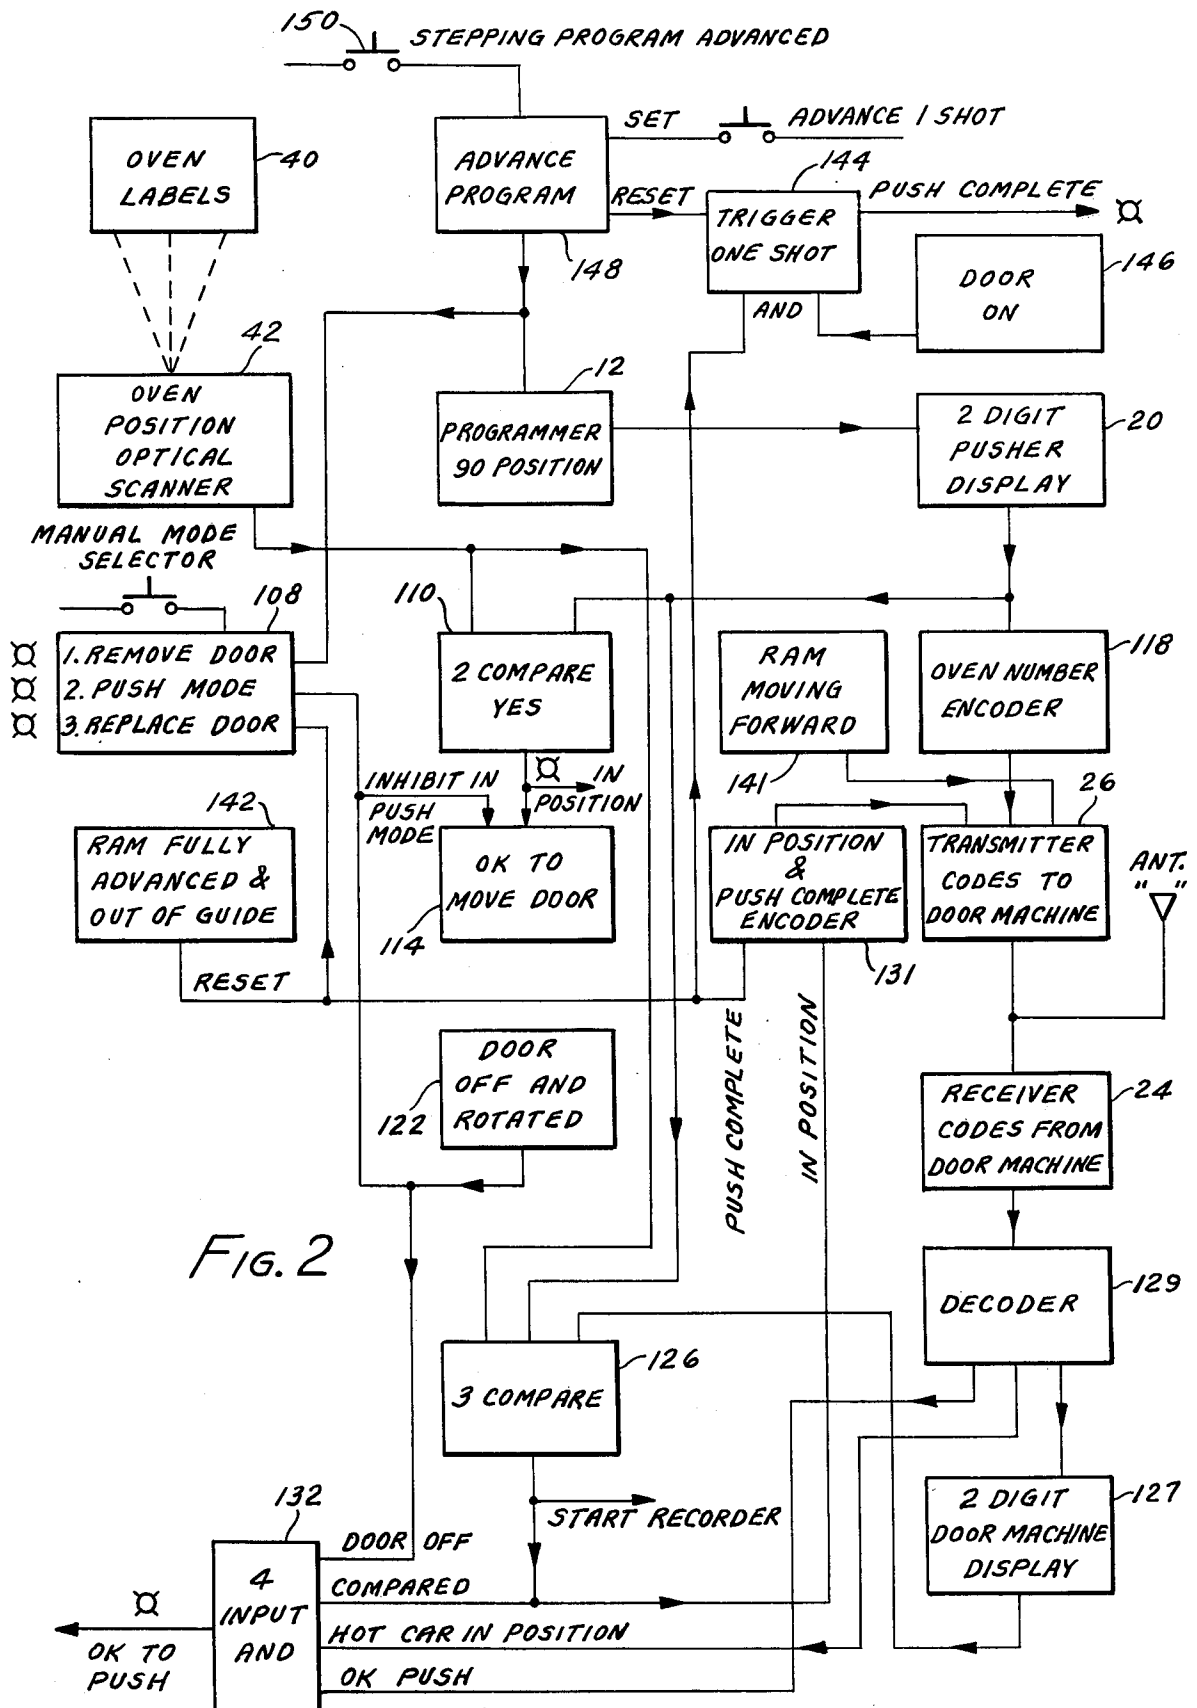 150
STEPPING PROGRAM ADVANCED
OVEN
LABELS
40
ADVANCE
PROGRAM
148
SET
ADVANCE 1 SHOT
RESET
144
TRIGGER
ONE SHOT
PUSH COMPLETE
AND
DOOR
ON
146
42
OVEN
POSITION
OPTICAL
SCANNER
12
PROGRAMMER
90 POSITION
2 DIGIT
PUSHER
DISPLAY
20
MANUAL MODE
SELECTOR
108
1. REMOVE DOOR
2. PUSH MODE
3. REPLACE DOOR
110
2 COMPARE
YES
RAM
MOVING
FORWARD
141
OVEN NUMBER
ENCODER
118
INHIBIT IN
PUSH
MODE
IN
POSITION
142
RAM FULLY
ADVANCED &
OUT OF GUIDE
OK TO
MOVE DOOR
114
IN POSITION
&
PUSH COMPLETE
ENCODER
131
26
TRANSMITTER
CODES TO
DOOR MACHINE
ANT.
" "
RESET
PUSH COMPLETE
IN POSITION
DOOR
OFF AND
ROTATED
122
RECEIVER
CODES FROM
DOOR MACHINE
24
FIG. 2
DECODER
129
3 COMPARE
126
START RECORDER
2 DIGIT
DOOR MACHINE
DISPLAY
127
132
4
INPUT
AND
DOOR OFF
COMPARED
HOT CAR IN POSITION
OK PUSH
OK TO
PUSH